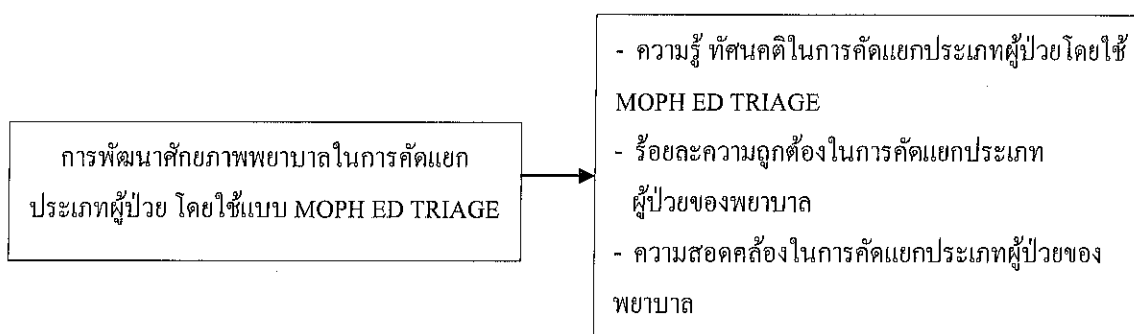 การพัฒนาศักยภาพพยาบาลในการคัดแยก
ประเภทผู้ป่วย โดยใช้แบบ MOPH ED TRIAGE
- ความรู้ ทัศนคติในการคัดแยกประเภทผู้ป่วยโดยใช้
MOPH ED TRIAGE
- ร้อยละความถูกต้องในการคัดแยกประเภท
ผู้ป่วยของพยาบาล
- ความสอดคล้องในการคัดแยกประเภทผู้ป่วยของ
พยาบาล